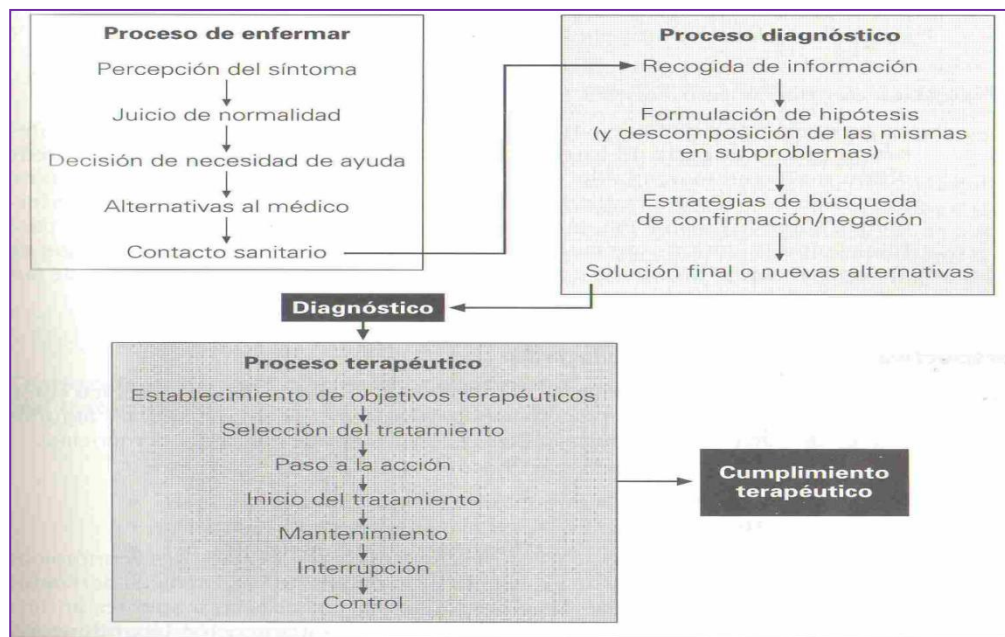 Proceso de enfermar
Percepción del síntoma
Juicio de normalidad
Decisión de necesidad de ayuda
Alternativas al médico
Contacto sanitario
Proceso diagnóstico
Recogida de información
Formulación de hipótesis
(y descomposición de las mismas
en subproblemas)
Estrategias de búsqueda
de confirmación/negación
Solución final o nuevas alternativas
Diagnóstico
Proceso terapéutico
Establecimiento de objetivos terapéuticos
Selección del tratamiento
Paso a la acción
Inicio del tratamiento
Mantenimiento
Interrupción
Control
Cumplimiento
terapéutico